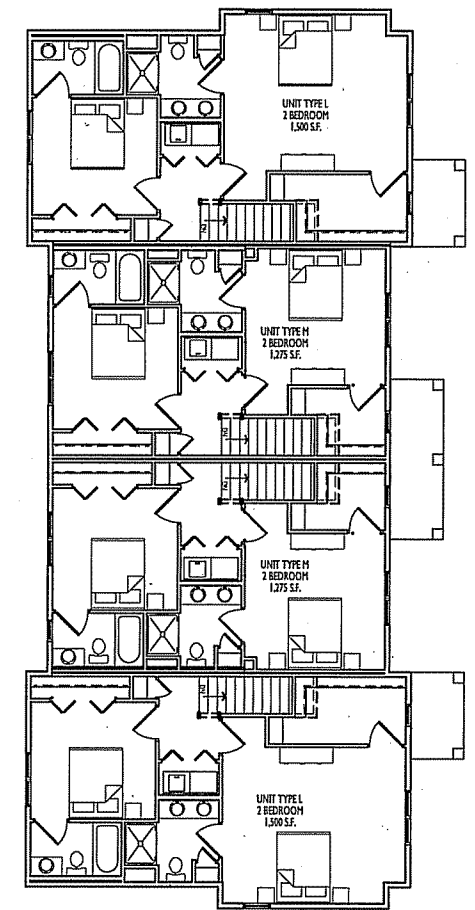 UNIT TYPE L
2 BEDROOM
1,500 S.F.
UNIT TYPE M
2 BEDROOM
1,275 S.F.
UNIT TYPE M
2 BEDROOM
1,275 S.F.
UNIT TYPE L
2 BEDROOM
1,500 S.F.